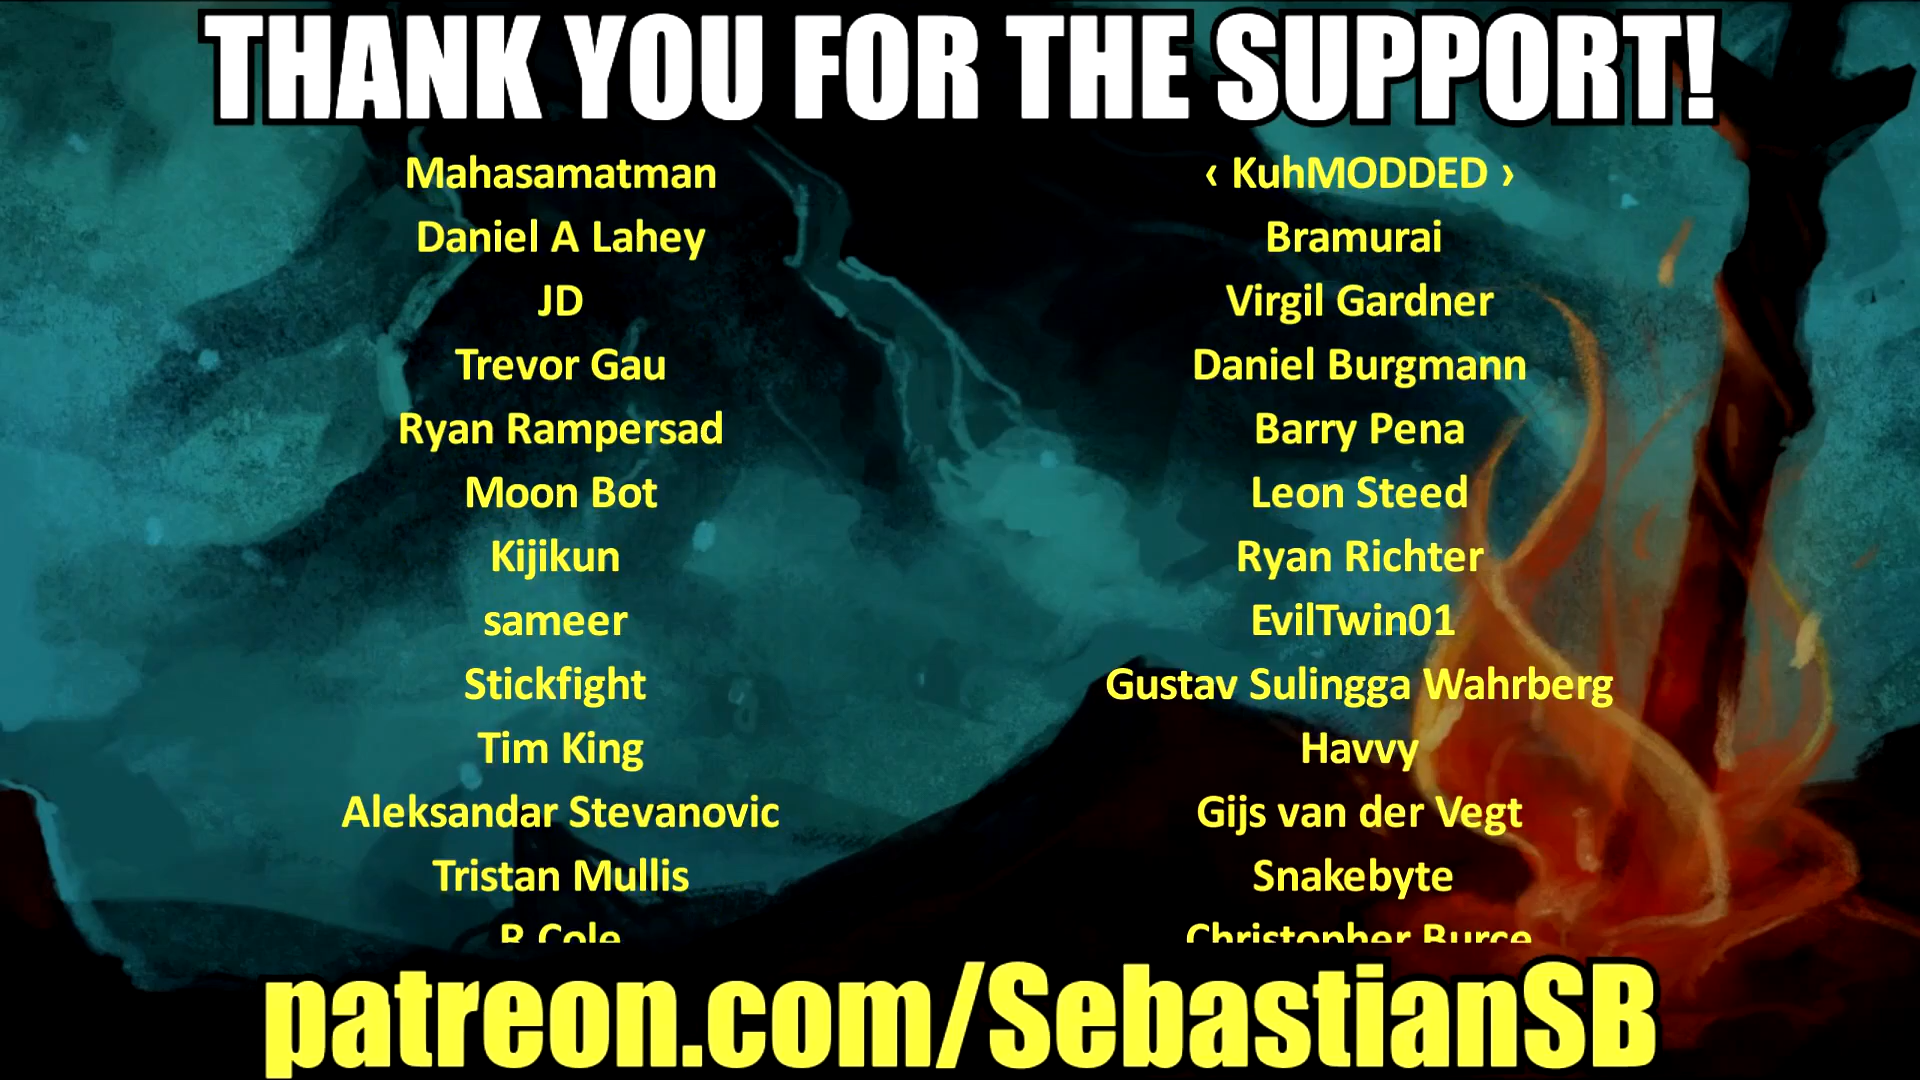 THANK YOU FOR THE SUPPORT!
Mahasamatman
Daniel A Lahey
JD
Trevor Gau
Ryan Rampersad
Moon Bot
Kijikun
sameer
Stickfight
Tim King
Aleksandar Stevanovic
Tristan Mullis
R Cole
‹ KuhMODDED ›
Bramurai
Virgil Gardner
Daniel Burgmann
Barry Pena
Leon Steed
Ryan Richter
EvilTwin01
Gustav Sulingga Wahrberg
Havvy
Gijs van der Vegt
Snakebyte
Christopher
patreon.com/SebastianSB